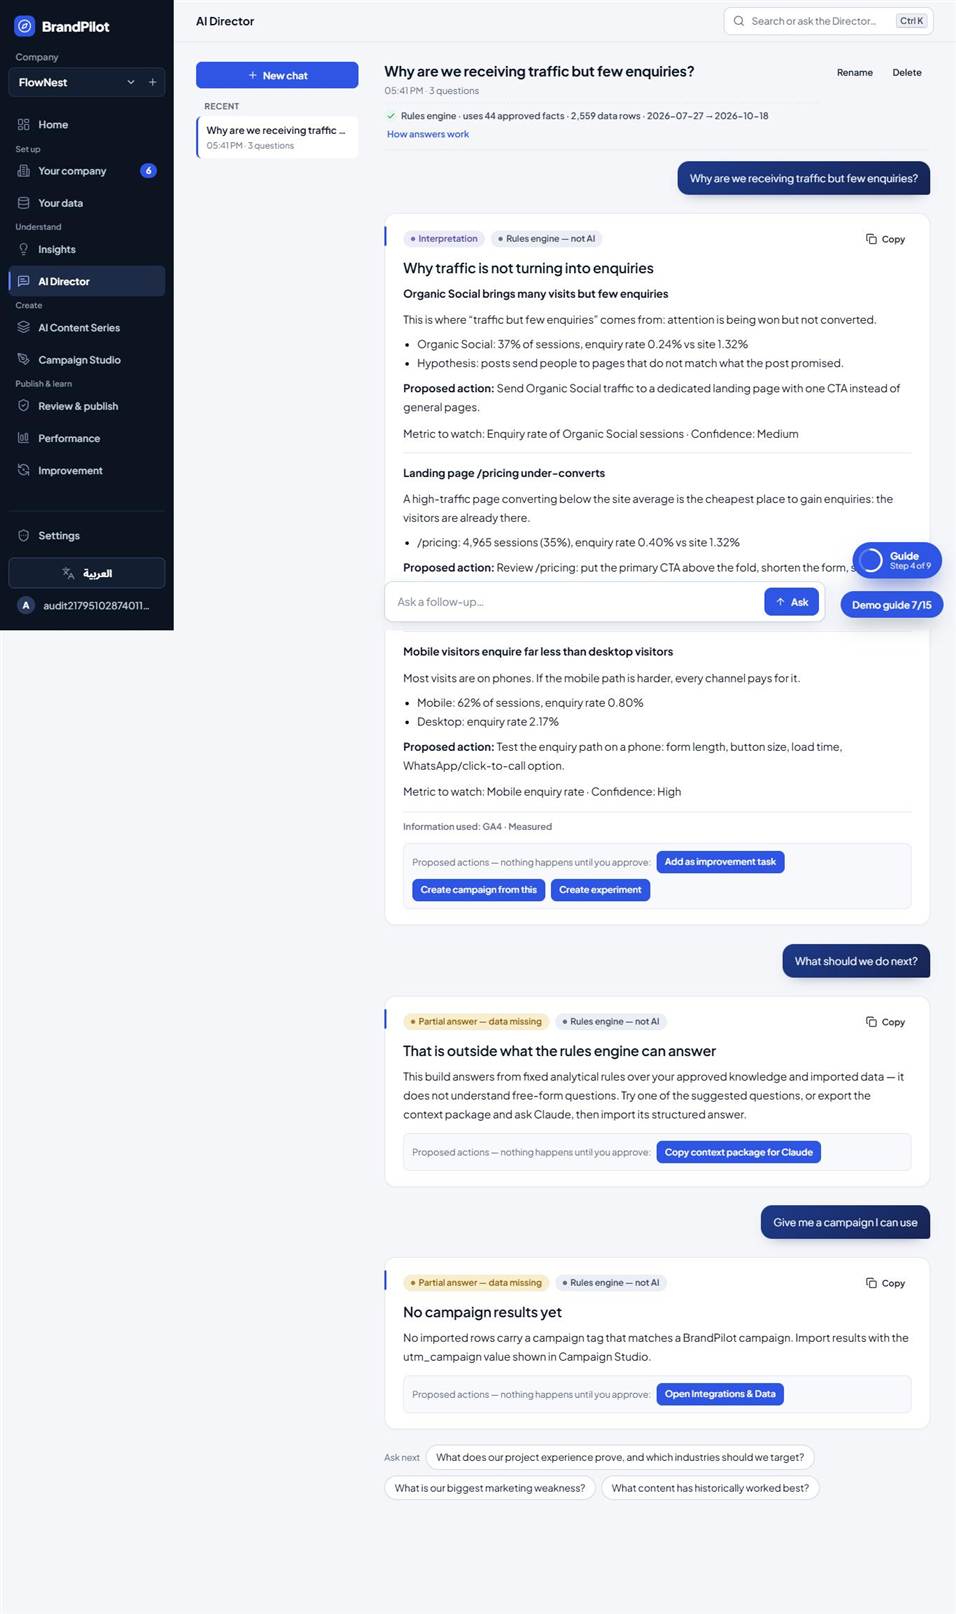 BrandPilot
Company
FlowNest
Home
Set up
Your company
6
Your data
Understand
Insights
AI Director
Create
AI Content Series
Campaign Studio
Publish & learn
Review & publish
Performance
Improvement
Settings
العربية
A
audit21795102874011...
AI Director
Search or ask the Director...
Ctrl K
+ New chat
RECENT
Why are we receiving traffic ...
05:41 PM · 3 questions
Why are we receiving traffic but few enquiries?
Rename
Delete
05:41 PM · 3 questions
Rules engine · uses 44 approved facts · 2,559 data rows · 2026-07-27 → 2026-10-18
How answers work
Why are we receiving traffic but few enquiries?
Interpretation
Rules engine — not AI
Copy
Why traffic is not turning into enquiries
Organic Social brings many visits but few enquiries
This is where “traffic but few enquiries” comes from: attention is being won but not converted.
• Organic Social: 37% of sessions, enquiry rate 0.24% vs site 1.32%
• Hypothesis: posts send people to pages that do not match what the post promised.
Proposed action: Send Organic Social traffic to a dedicated landing page with one CTA instead of
general pages.
Metric to watch: Enquiry rate of Organic Social sessions · Confidence: Medium
Landing page /pricing under-converts
A high-traffic page converting below the site average is the cheapest place to gain enquiries: the
visitors are already there.
• /pricing: 4,965 sessions (35%), enquiry rate 0.40% vs site 1.32%
Proposed action: Review /pricing: put the primary CTA above the fold, shorten the form,
Guide
Step 4 of 9
Ask a follow-up...
Ask
Demo guide 7/15
Mobile visitors enquire far less than desktop visitors
Most visits are on phones. If the mobile path is harder, every channel pays for it.
• Mobile: 62% of sessions, enquiry rate 0.80%
• Desktop: enquiry rate 2.17%
Proposed action: Test the enquiry path on a phone: form length, button size, load time,
WhatsApp/click-to-call option.
Metric to watch: Mobile enquiry rate · Confidence: High
Information used: GA4 · Measured
Proposed actions — nothing happens until you approve:
Add as improvement task
Create campaign from this
Create experiment
What should we do next?
Partial answer — data missing
Rules engine — not AI
Copy
That is outside what the rules engine can answer
This build answers from fixed analytical rules over your approved knowledge and imported data — it
does not understand free-form questions. Try one of the suggested questions, or export the
context package and ask Claude, then import its structured answer.
Proposed actions — nothing happens until you approve:
Copy context package for Claude
Give me a campaign I can use
Partial answer — data missing
Rules engine — not AI
Copy
No campaign results yet
No imported rows carry a campaign tag that matches a BrandPilot campaign. Import results with the
utm_campaign value shown in Campaign Studio.
Proposed actions — nothing happens until you approve:
Open Integrations & Data
Ask next
What does our project experience prove, and which industries should we target?
What is our biggest marketing weakness?
What content has historically worked best?